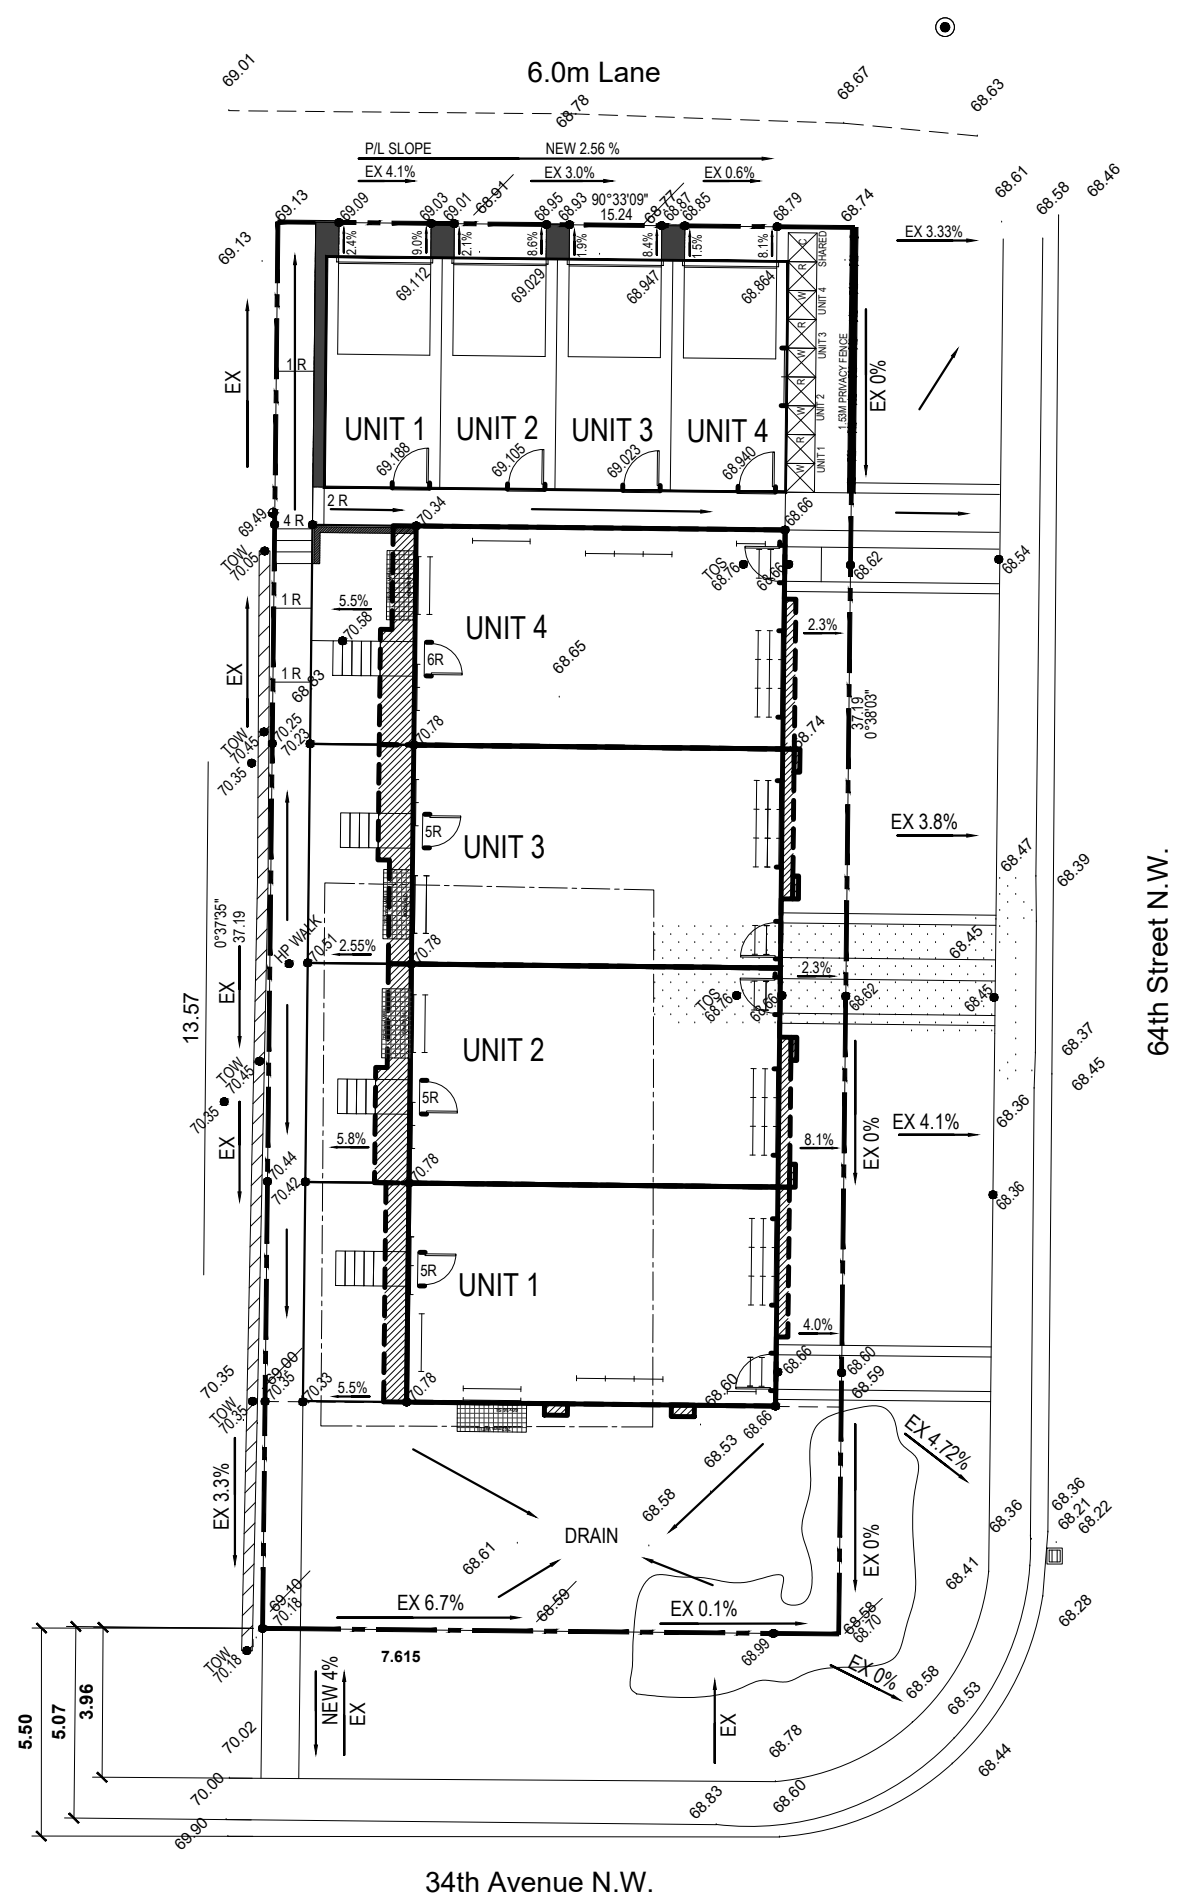 6.0m Lane
69.01
68.78
68.67
68.63
P/L SLOPE
NEW 2.56 %
EX 4.1%
EX 3.0%
EX 0.6%
68.61
68.58
68.46
69.13
69.09
69.03
69.01
68.91
68.95
68.93
90°33'09"
15.24
68.77
68.87
68.85
68.79
68.74
69.13
2.4%
9.0%
2.1%
8.6%
1.9%
8.4%
1.5%
8.1%
EX 3.33%
69.112
69.029
68.947
68.864
C
SHARED
R
W
UNIT 4
R
W
UNIT 3
R
W
UNIT 2
R
W
UNIT 1
1.53M PRIVACY FENCE
EX 0%
EX
1 R
UNIT 1
UNIT 2
UNIT 3
UNIT 4
69.188
69.105
69.023
68.940
2 R
70.34
68.66
69.49
4 R
TOW
70.05
TOS
68.76
68.66
68.62
68.54
5.5%
1 R
70.58
UNIT 4
6R
68.65
2.3%
EX
1 R
68.83
37.19
0°38'03"
70.25
70.23
TOW
70.45
70.35
70.78
68.74
EX 3.8%
5R
UNIT 3
68.47
68.39
64th Street N.W.
0°37'35"
37.19
HP WALK
70.51
2.55%
70.78
68.45
2.3%
EX
13.57
TOS
68.76
68.66
68.62
68.45
UNIT 2
68.37
68.45
TOW
70.45
70.35
5R
68.36
EX
5.8%
8.1%
EX 0%
EX 4.1%
70.44
70.42
70.78
68.36
5R
UNIT 1
4.0%
70.35
69.00
70.35
70.33
5.5%
70.78
68.66
68.60
68.59
68.60
TOW
70.35
68.66
68.53
EX 4.72%
EX 3.3%
68.58
DRAIN
68.61
68.36
68.36
68.21
68.22
EX 0%
68.41
69.10
70.18
EX 6.7%
68.59
EX 0.1%
68.58
68.70
68.28
TOW
70.18
7.615
68.99
EX 0%
68.58
68.53
NEW 4%
EX
EX
5.50
5.07
3.96
70.02
68.78
68.44
70.00
68.83
68.60
69.90
34th Avenue N.W.